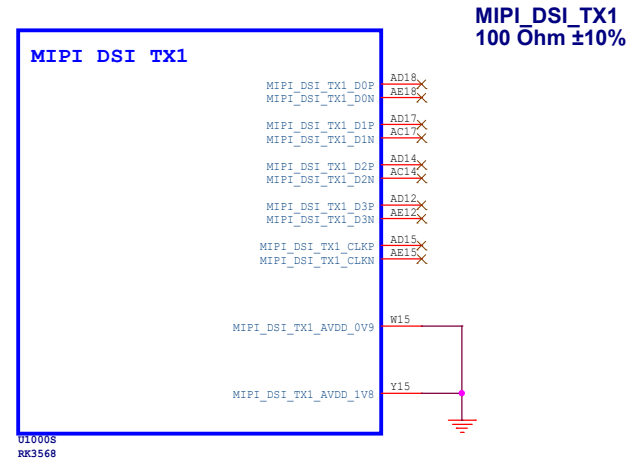 MIPI_DSI_TX1
100 Ohm ±10%
MIPI DSI TX1
MIPI_DSI_TX1_D0P AD18
MIPI_DSI_TX1_D0N AE18
MIPI_DSI_TX1_D1P AD17
MIPI_DSI_TX1_D1N AC17
MIPI_DSI_TX1_D2P AD14
MIPI_DSI_TX1_D2N AC14
MIPI_DSI_TX1_D3P AD12
MIPI_DSI_TX1_D3N AE12
MIPI_DSI_TX1_CLKP AD15
MIPI_DSI_TX1_CLKN AE15
MIPI_DSI_TX1_AVDD_0V9 W15
MIPI_DSI_TX1_AVDD_1V8 Y15
U1000S
RK3568